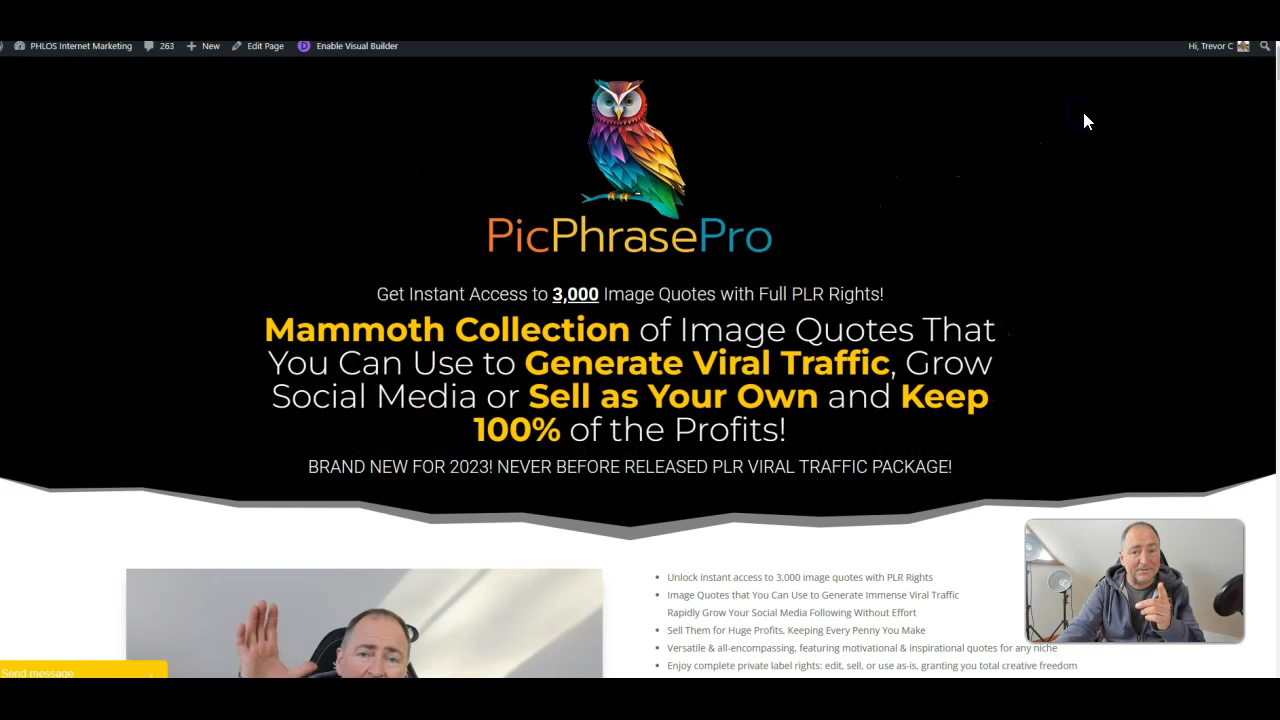 PHLOS Internet Marketing 263 New Edit Page D Enable Visual Builder Hi, Trevor C
PicPhrasePro
Get Instant Access to 3,000 Image Quotes with Full PLR Rights!
Mammoth Collection of Image Quotes That
You Can Use to Generate Viral Traffic, Grow
Social Media or Sell as Your Own and Keep
100% of the Profits!
BRAND NEW FOR 2023! NEVER BEFORE RELEASED PLR VIRAL TRAFFIC PACKAGE!
Unlock instant access to 3,000 image quotes with PLR Rights
Image Quotes that You Can Use to Generate Immense Viral Traffic
Rapidly Grow Your Social Media Following Without Effort
Sell Them for Huge Profits, Keeping Every Penny You Make
Versatile & all-encompassing, featuring motivational & inspirational quotes for any niche
Enjoy complete private label rights: edit, sell, or use as-is, granting you total creative freedom
Send message